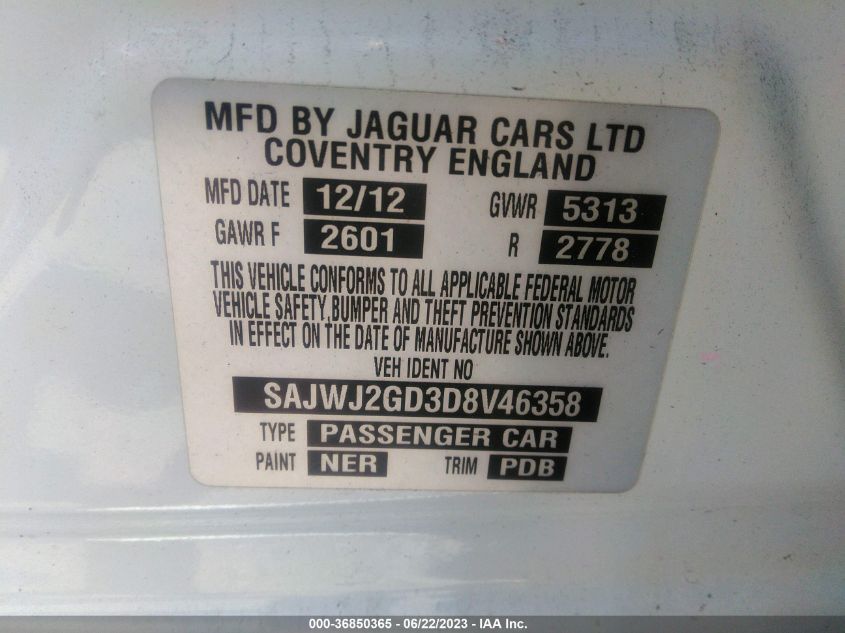 MFD BY JAGUAR CARS LTD
COVENTRY ENGLAND
MFD DATE 12/12 GVWR 5313
GAWR F 2601 R 2778
THIS VEHICLE CONFORMS TO ALL APPLICABLE FEDERAL MOTOR
VEHICLE SAFETY,BUMPER AND THEFT PREVENTION STANDARDS
IN EFFECT ON THE DATE OF MANUFACTURE SHOWN ABOVE.
VEH IDENT NO
SAJWJ2GD3D8V46358
TYPE PASSENGER CAR
PAINT NER TRIM PDB
000-36850365 - 06/22/2023 - IAA Inc.